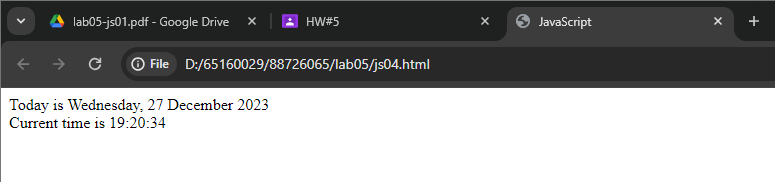 lab05-js01.pdf - Google Drive
HW#5
JavaScript
File
D:/65160029/88726065/lab05/js04.html
Today is Wednesday, 27 December 2023
Current time is 19:20:34